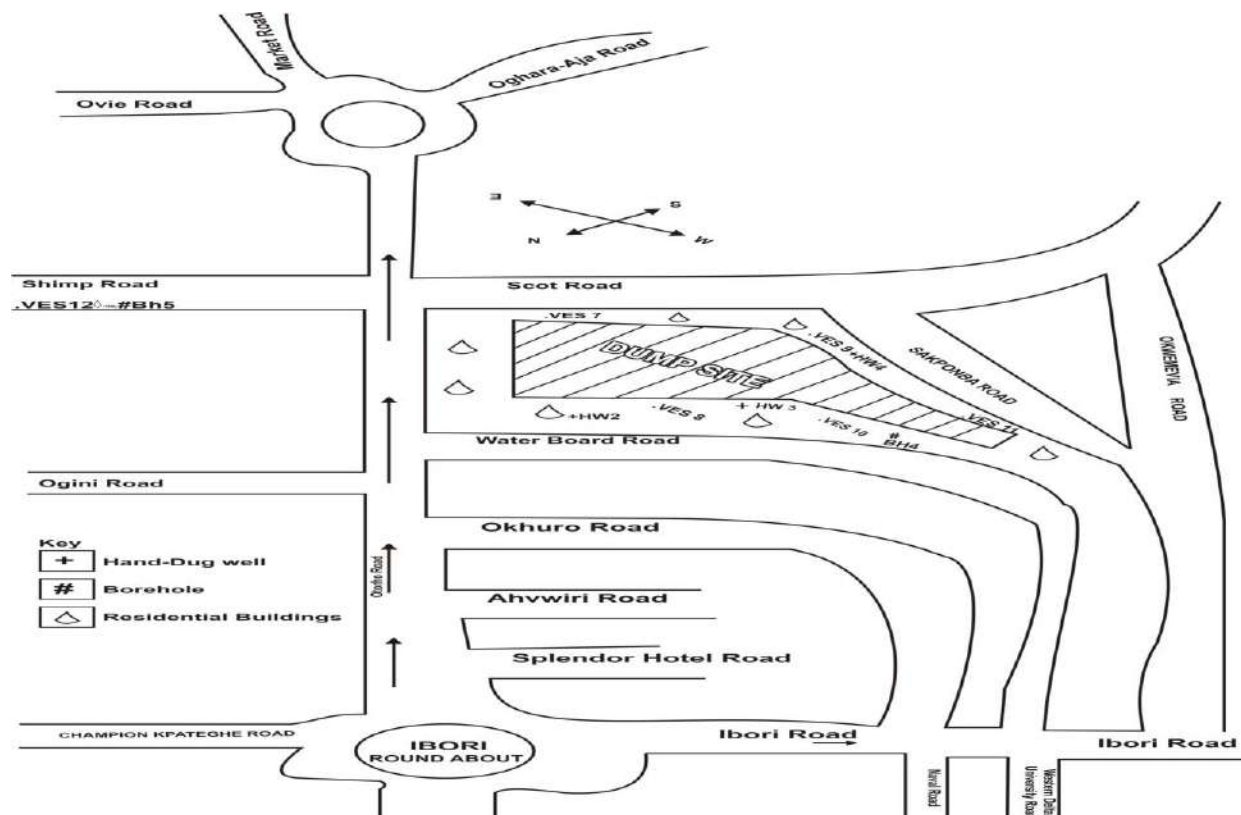 Market Road
Oghara-Aja Road
Ovie Road
E
S
N
W
Shimp Road
Scot Road
.VES12 #Bh5
.VES 7
.VES 9+HW4
DUMP SITE
SAKPONBA ROAD
OKWEMEVIA ROAD
+HW2
.VES 8
+ HW 3
.VES 10
#
BH4
.VES 11
Water Board Road
Ogini Road
Okhuro Road
Key
+ Hand-Dug well
# Borehole
Residential Buildings
Ahvwiri Road
Splendor Hotel Road
CHAMPION KPATEGHE ROAD
IBORI
ROUND ABOUT
Ibori Road
Ibori Road
Naval Road
Western Delta
University Road